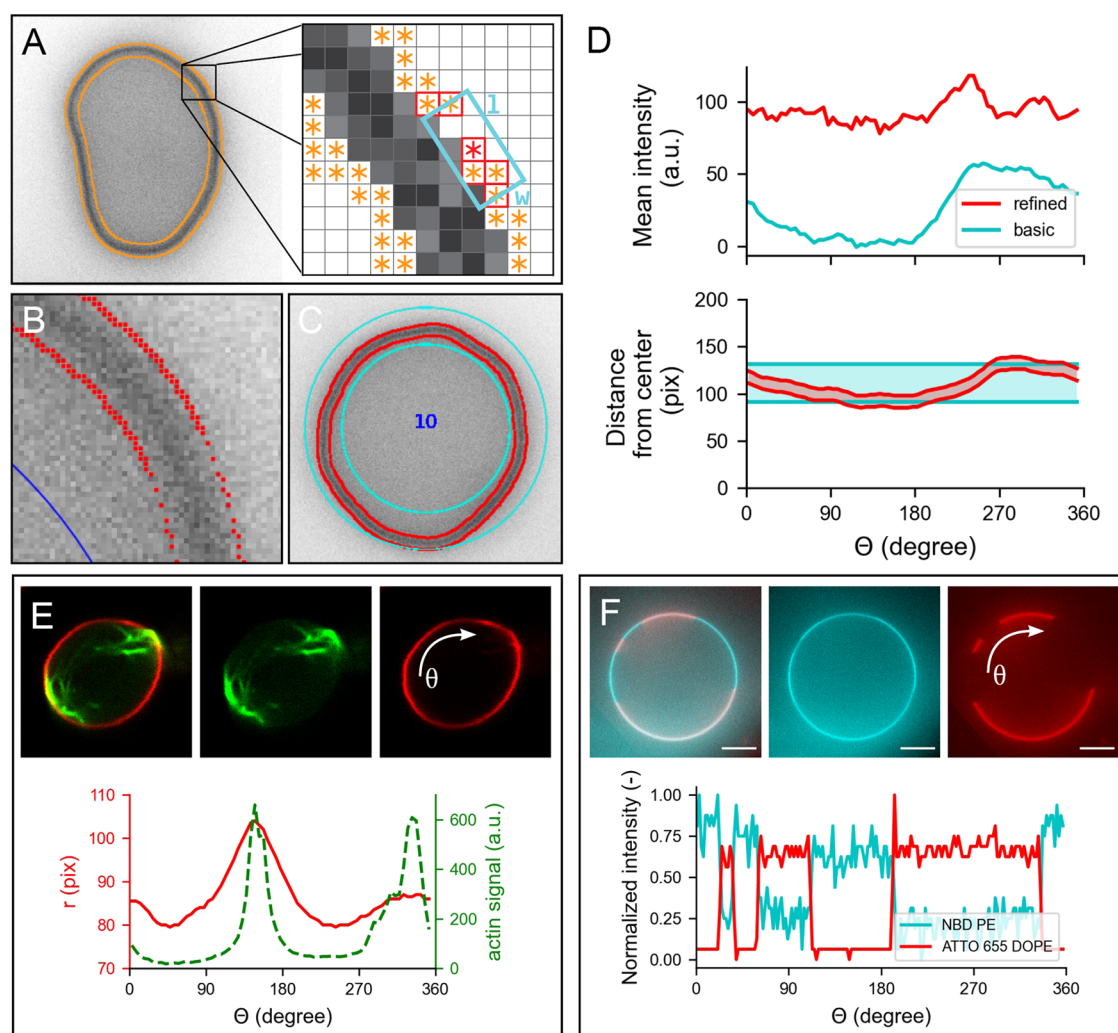 A
l
w
B
C
10
D
Mean intensity
(a.u.)
100
50
0
refined
basic
Distance
from center
(pix)
200
150
100
50
0
0 90 180 270 360
Θ (degree)
E
θ
r (pix)
110
100
90
80
70
actin signal (a.u.)
600
400
200
0
0 90 180 270 360
Θ (degree)
F
θ
Normalized intensity (-)
1.00
0.75
0.50
0.25
0.00
NBD PE
ATTO 655 DOPE
0 90 180 270 360
Θ (degree)